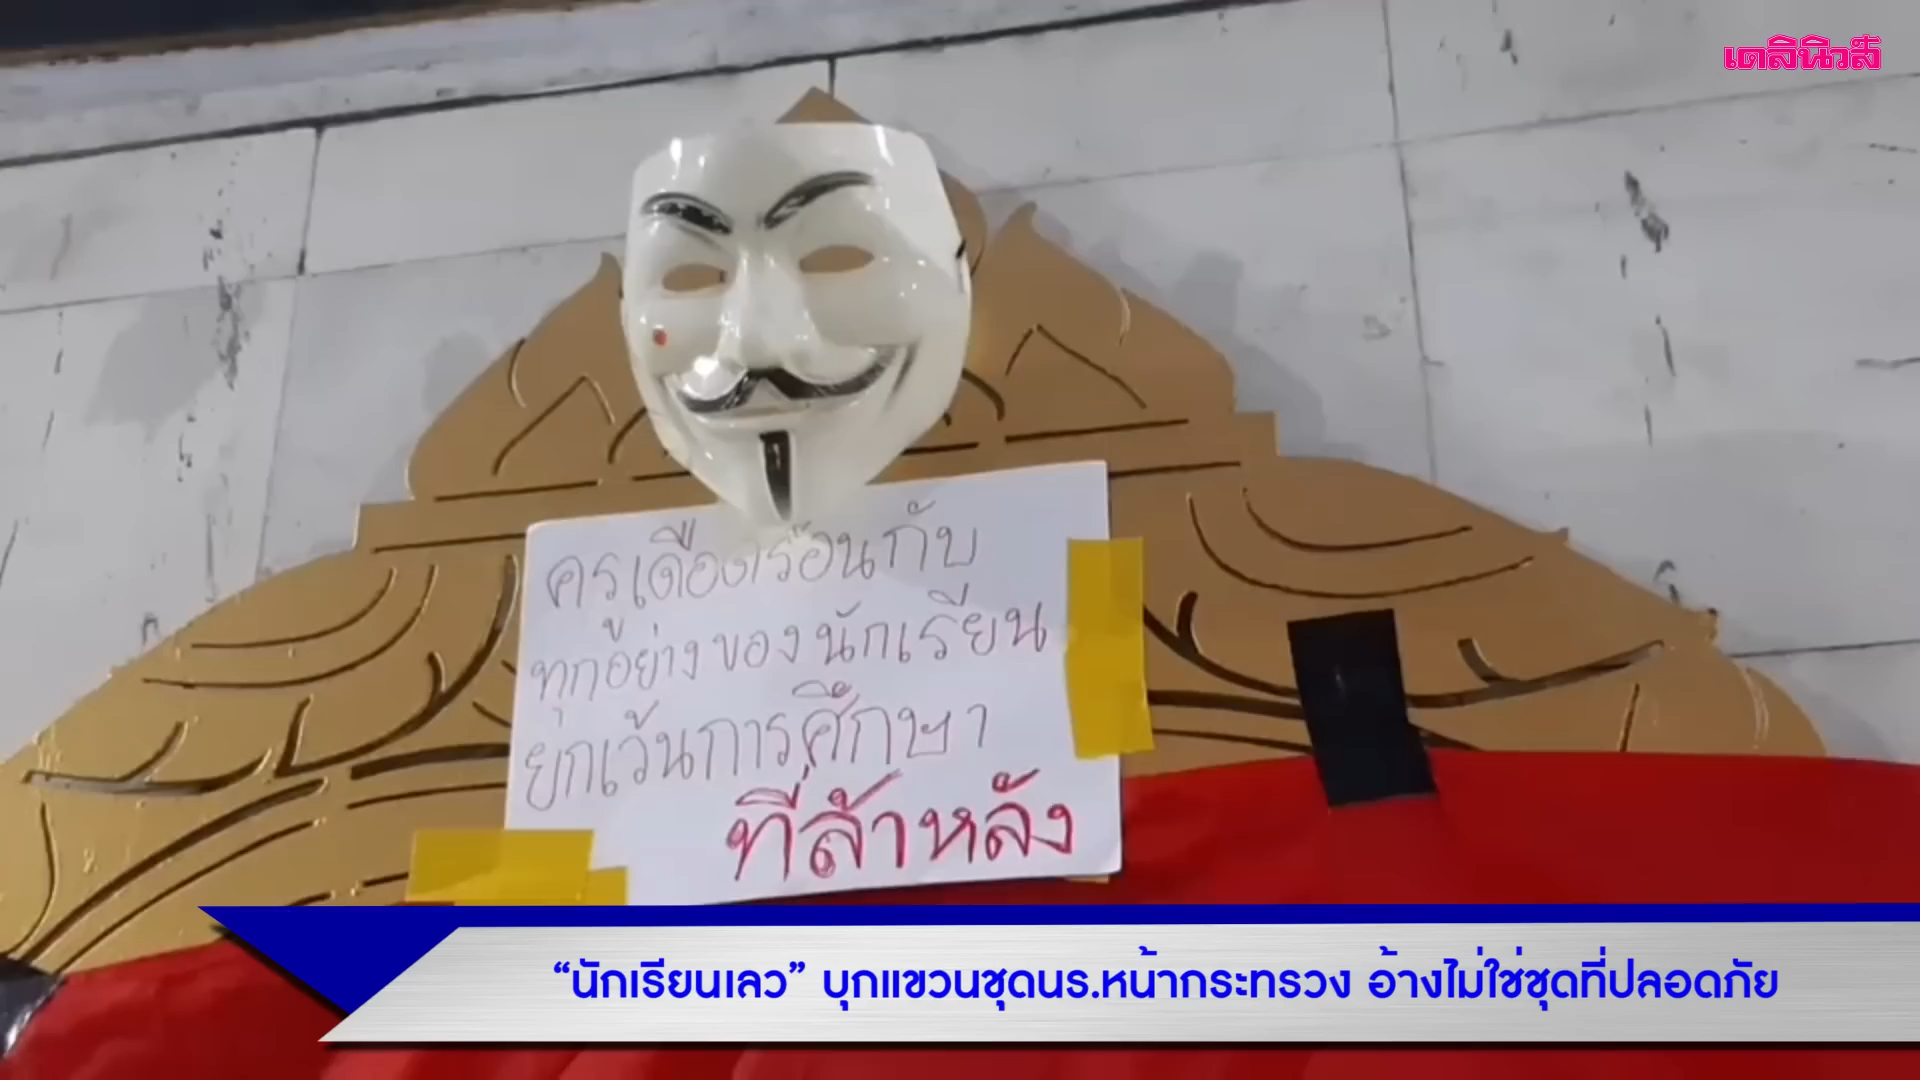 เดลินิวส์
ครูเดือดร้อนกับ
ทุกอย่างของนักเรียน
ยกเว้นการศึกษา
ที่ล้าหลัง
“นักเรียนเลว” บุกแขวนชุดนร.หน้ากระทรวง อ้างไม่ใช่ชุดที่ปลอดภัย